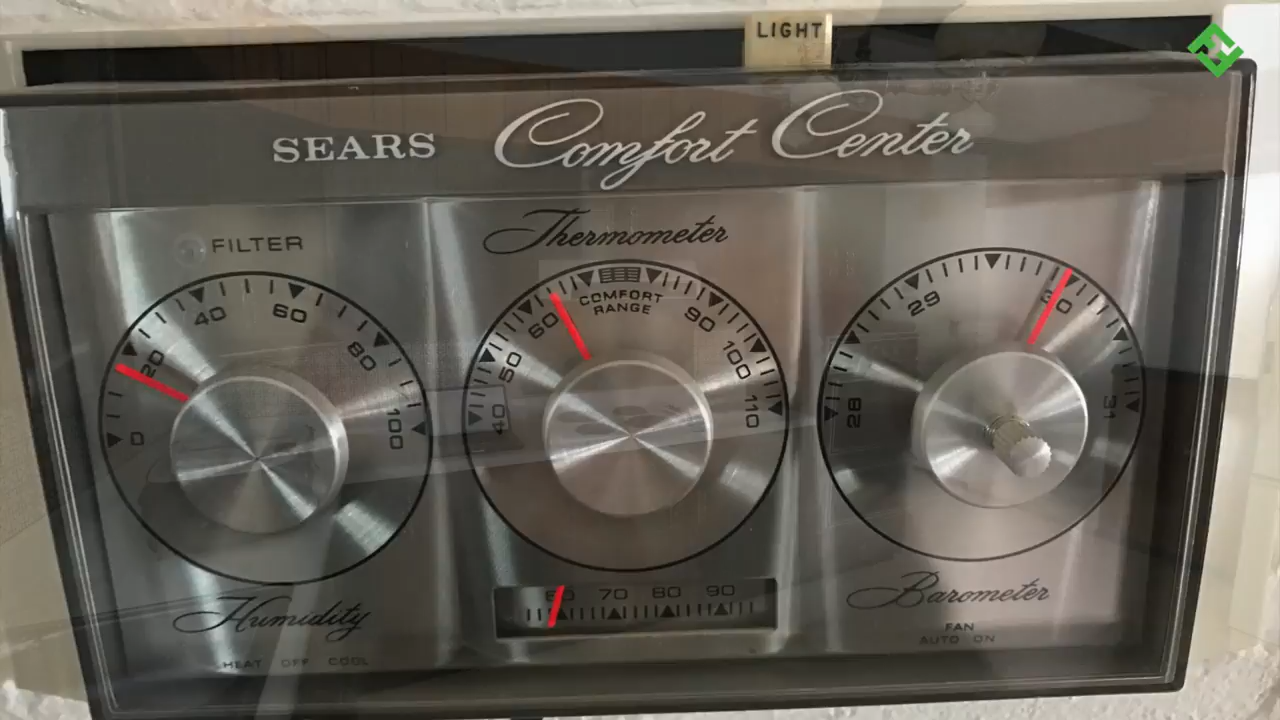 LIGHT
SEARS Comfort Center
FILTER
Thermometer
0 20 40 60 80 100
40 50 60 90 100 110
COMFORT
RANGE
28 29 30 31
60 70 80 90
Humidity
Barometer
HEAT OFF COOL
FAN
AUTO ON